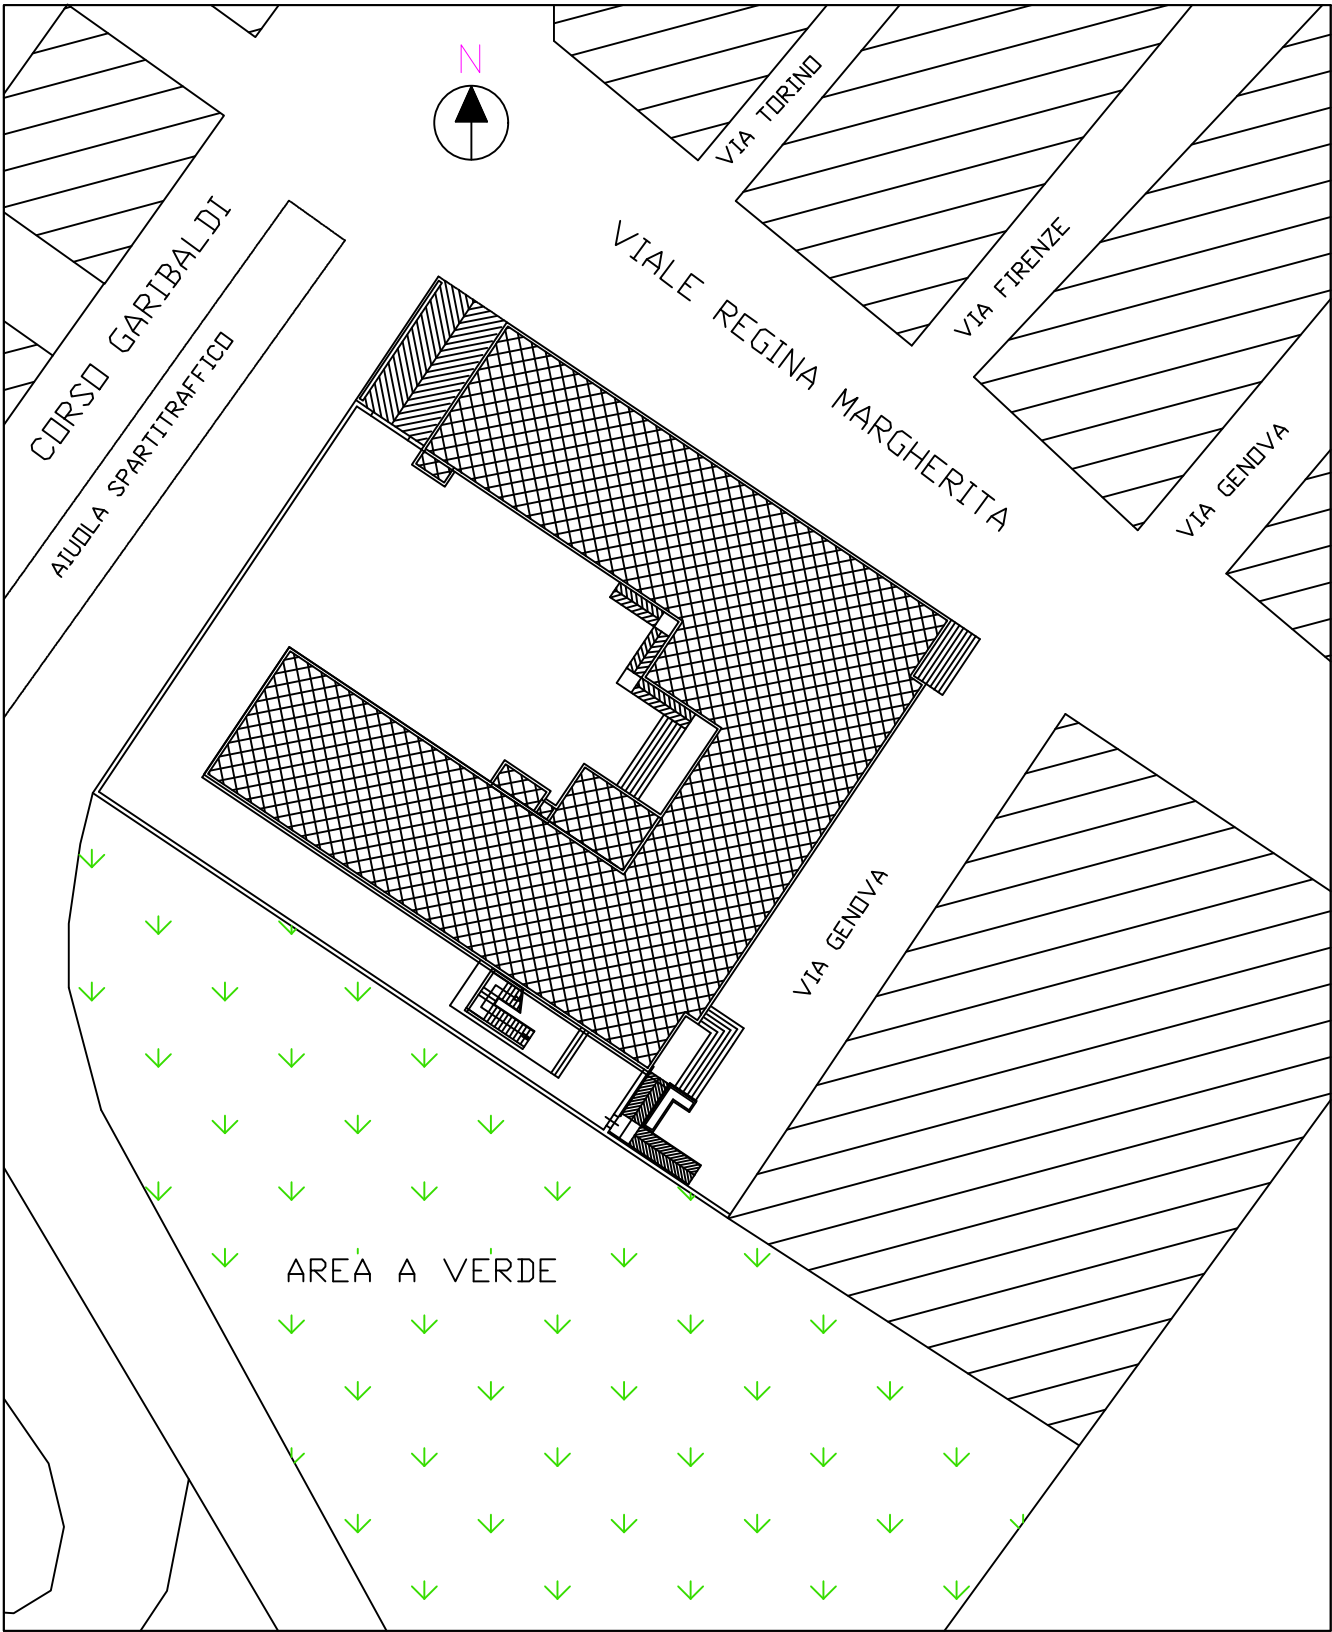 N
VIA TORINO
VIALE REGINA MARGHERITA
VIA FIRENZE
CORSO GARIBALDI
AIUOLA SPARTITRAFFICO
VIA GENOVA
VIA GENOVA
AREA A VERDE